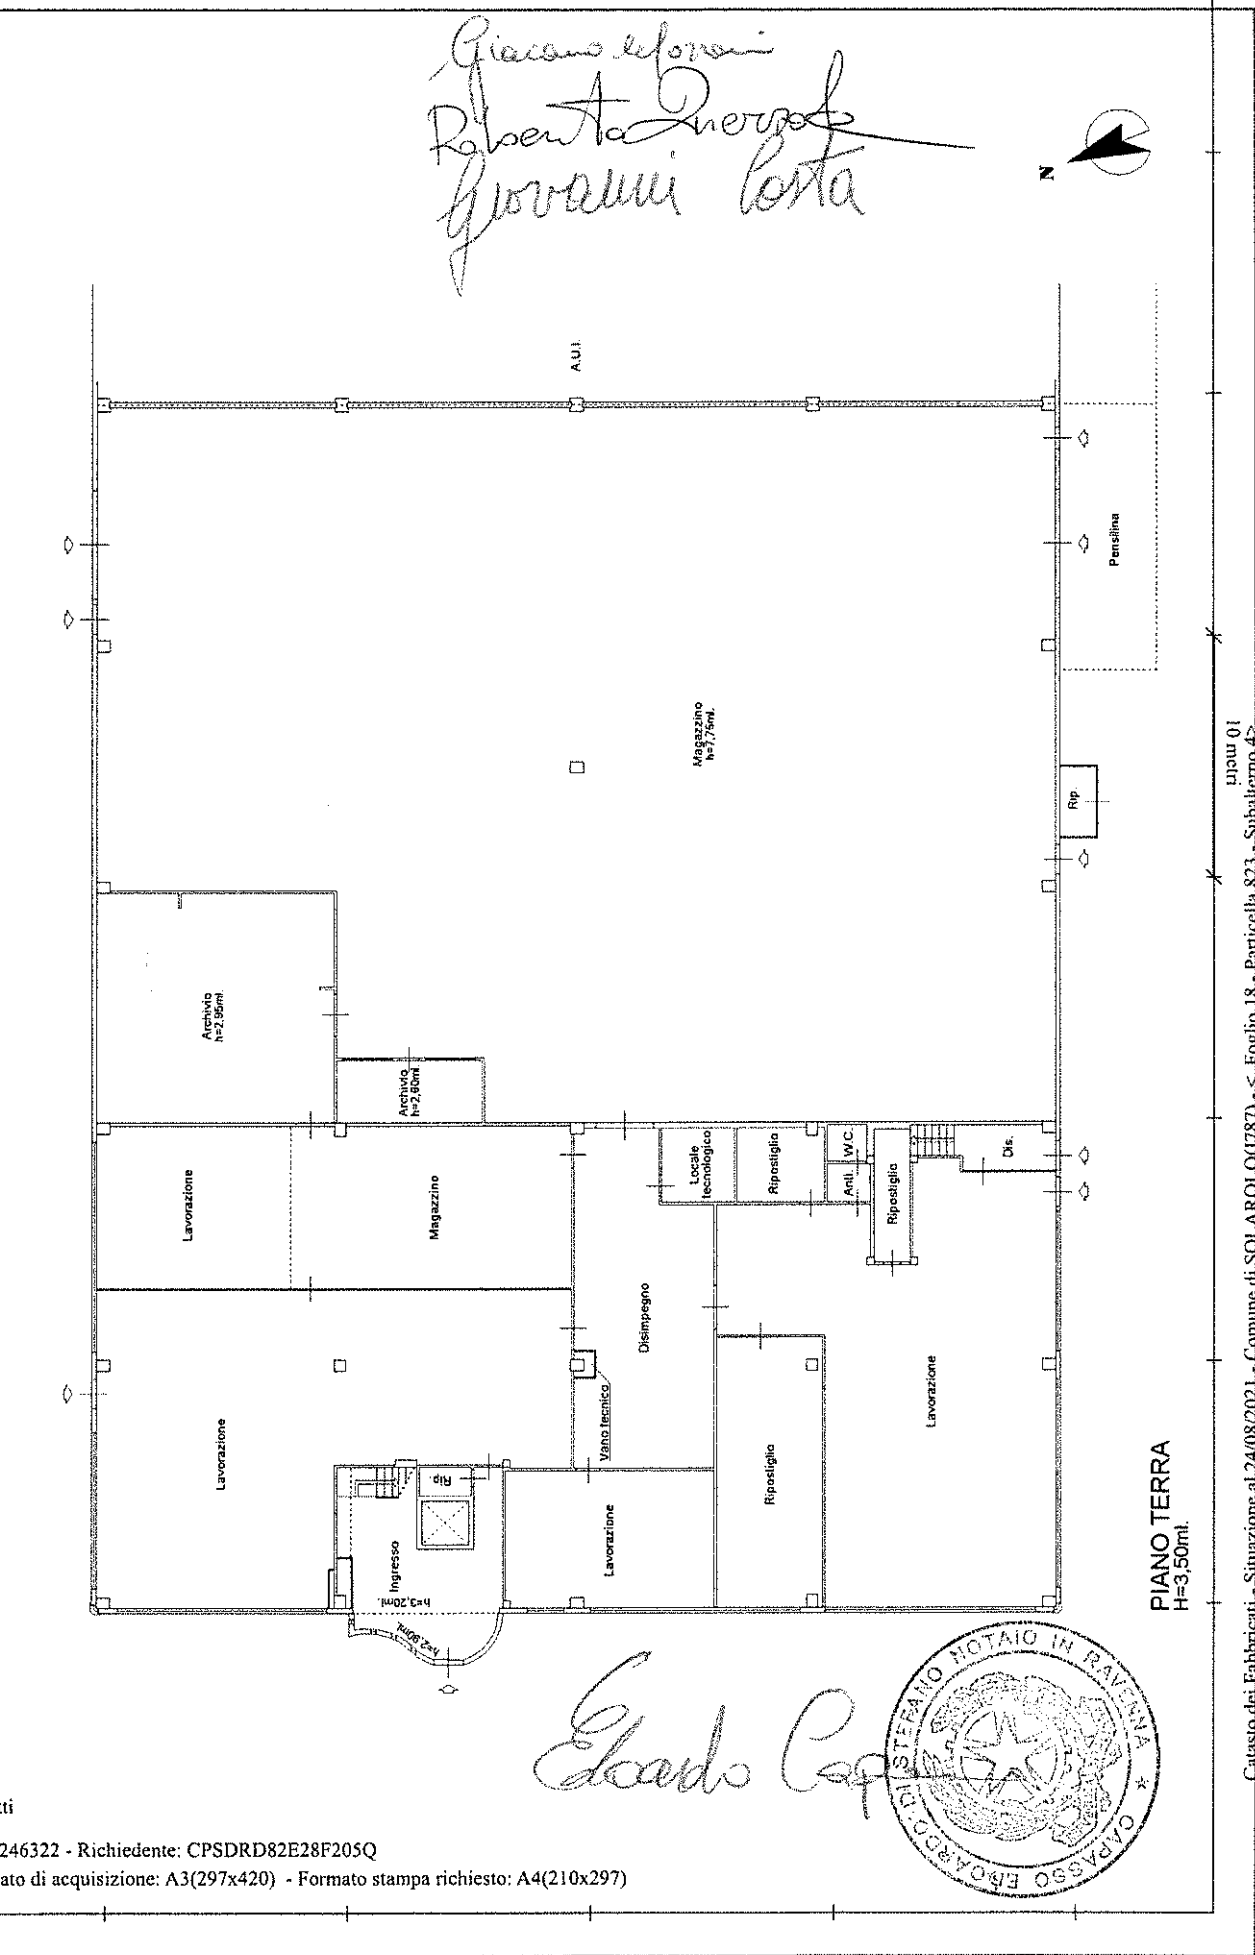 Giovanni Costa
N
A.U.I.
Pensilina
Magazzino
h=7,75ml.
Rip.
Archivio
h=2,95ml.
Archivio
h=2,60ml.
Lavorazione
Magazzino
Locale
tecnologico
Ripostiglio
W.C.
Anti.
Ripostiglio
Dis.
Disimpegno
Vano tecnico
Lavorazione
Rip.
Ingresso
h=3,20ml.
h=2,90ml.
Lavorazione
Ripostiglio
Lavorazione
PIANO TERRA
H=3,50ml.
10 metri
Catasto dei Fabbricati - Situazione al 24/08/2021 - Comune di SOLAROLO(I787) - < Foglio 18 - Particella 823 - Subalterno 4>
Edoardo
CAPASSO EDOARDO DI STEFANO NOTAIO IN RAVENNA ★
tti
246322 - Richiedente: CPSDRD82E28F205Q
ato di acquisizione: A3(297x420) - Formato stampa richiesto: A4(210x297)